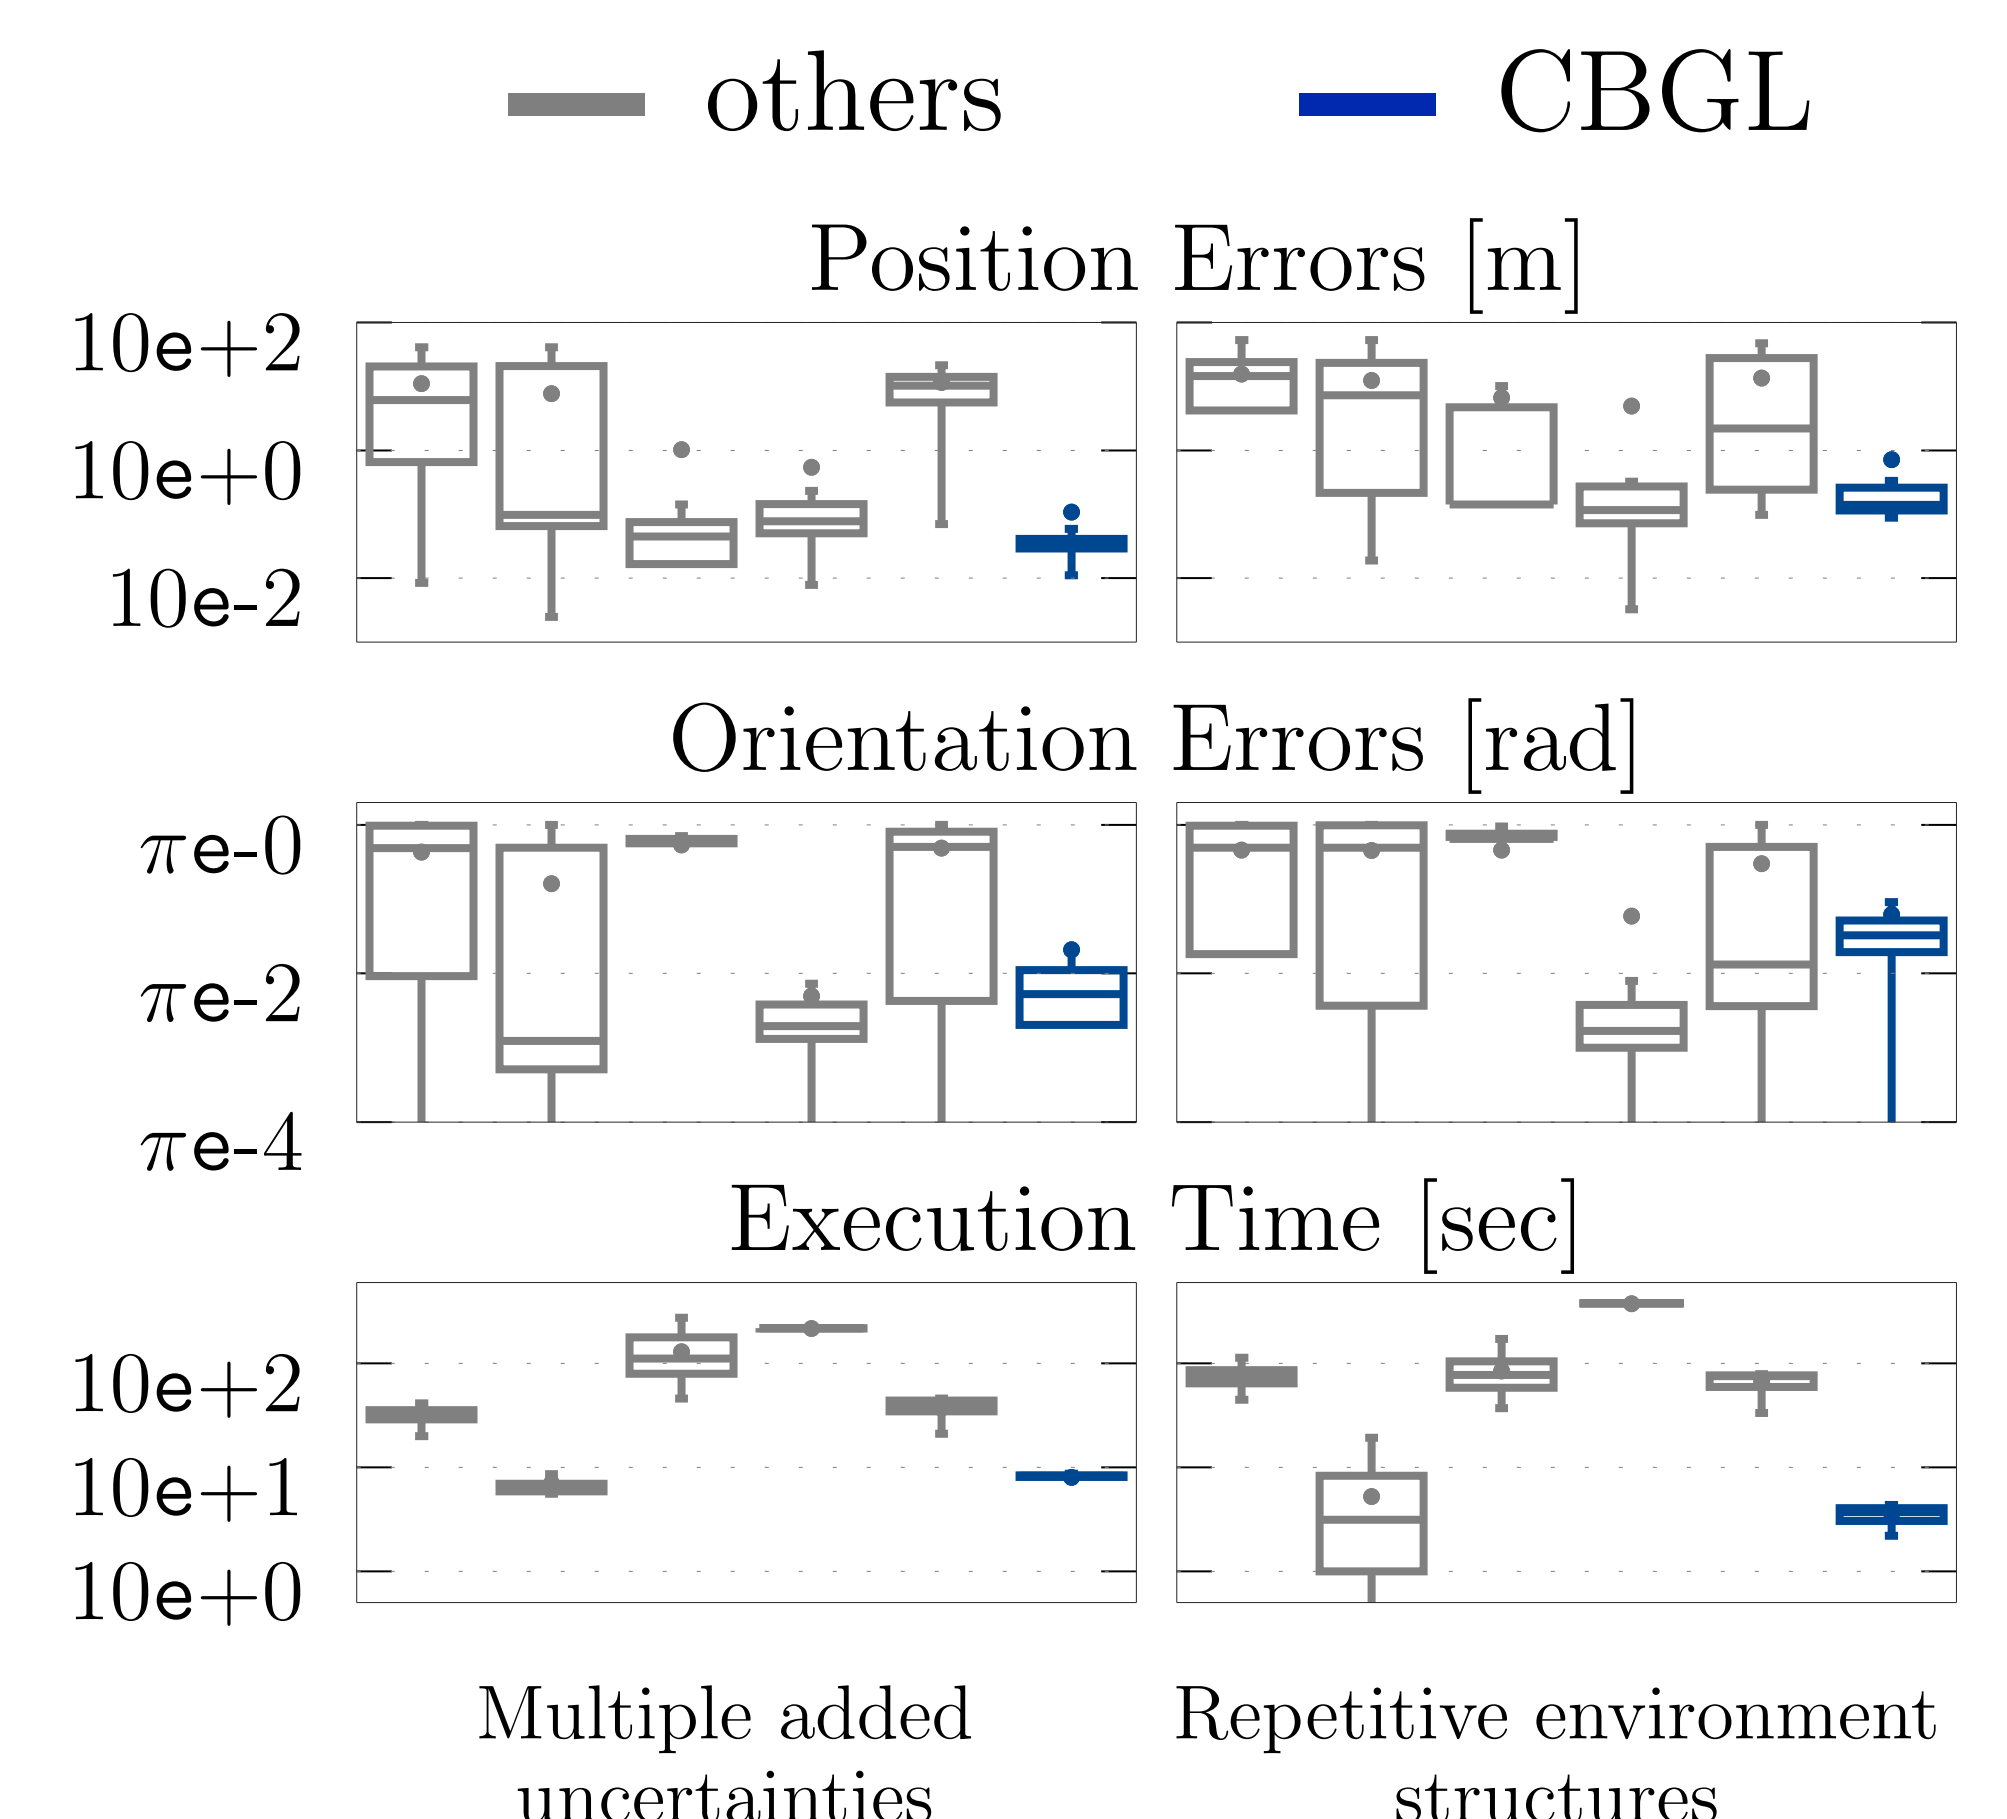 others CBGL
Position Errors [m]
10e+2
10e+0
10e-2
Orientation Errors [rad]
πe-0
πe-2
πe-4
Execution Time [sec]
10e+2
10e+1
10e+0
Multiple added
uncertainties
Repetitive environment
structures